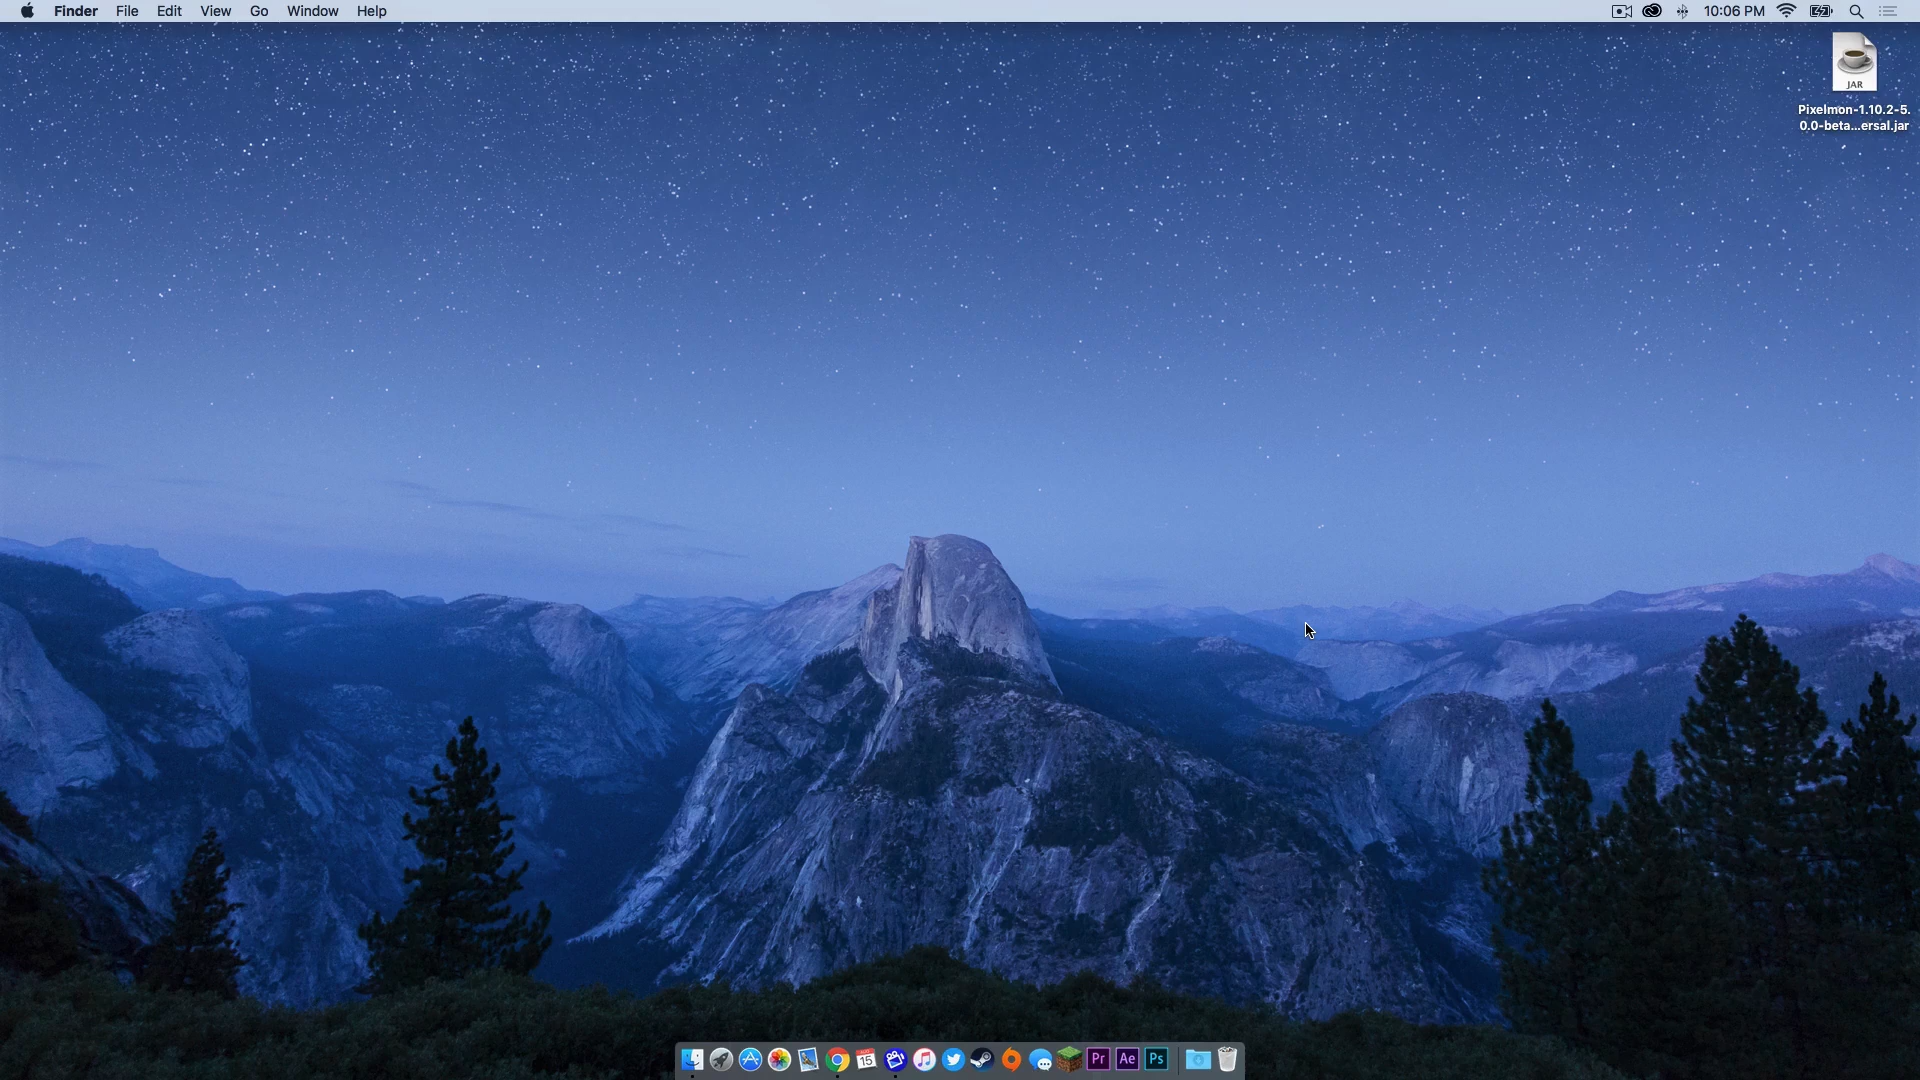 Finder File Edit View Go Window Help 10:06 PM
JAR
Pixelmon-1.10.2-5.
0.0-beta...ersal.jar
15
Pr Ae Ps